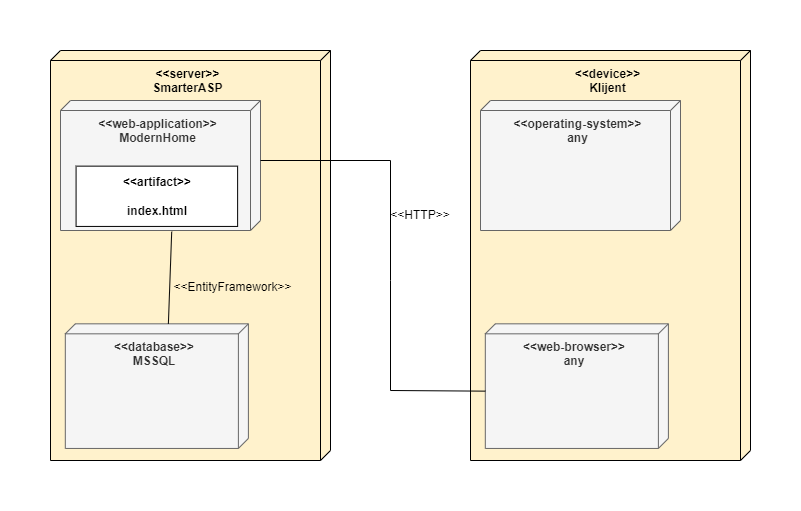 <<server>>
SmarterASP
<<web-application>>
ModernHome
<<artifact>>
index.html
<<EntityFramework>>
<<database>>
MSSQL
<<HTTP>>
<<device>>
Klijent
<<operating-system>>
any
<<web-browser>>
any